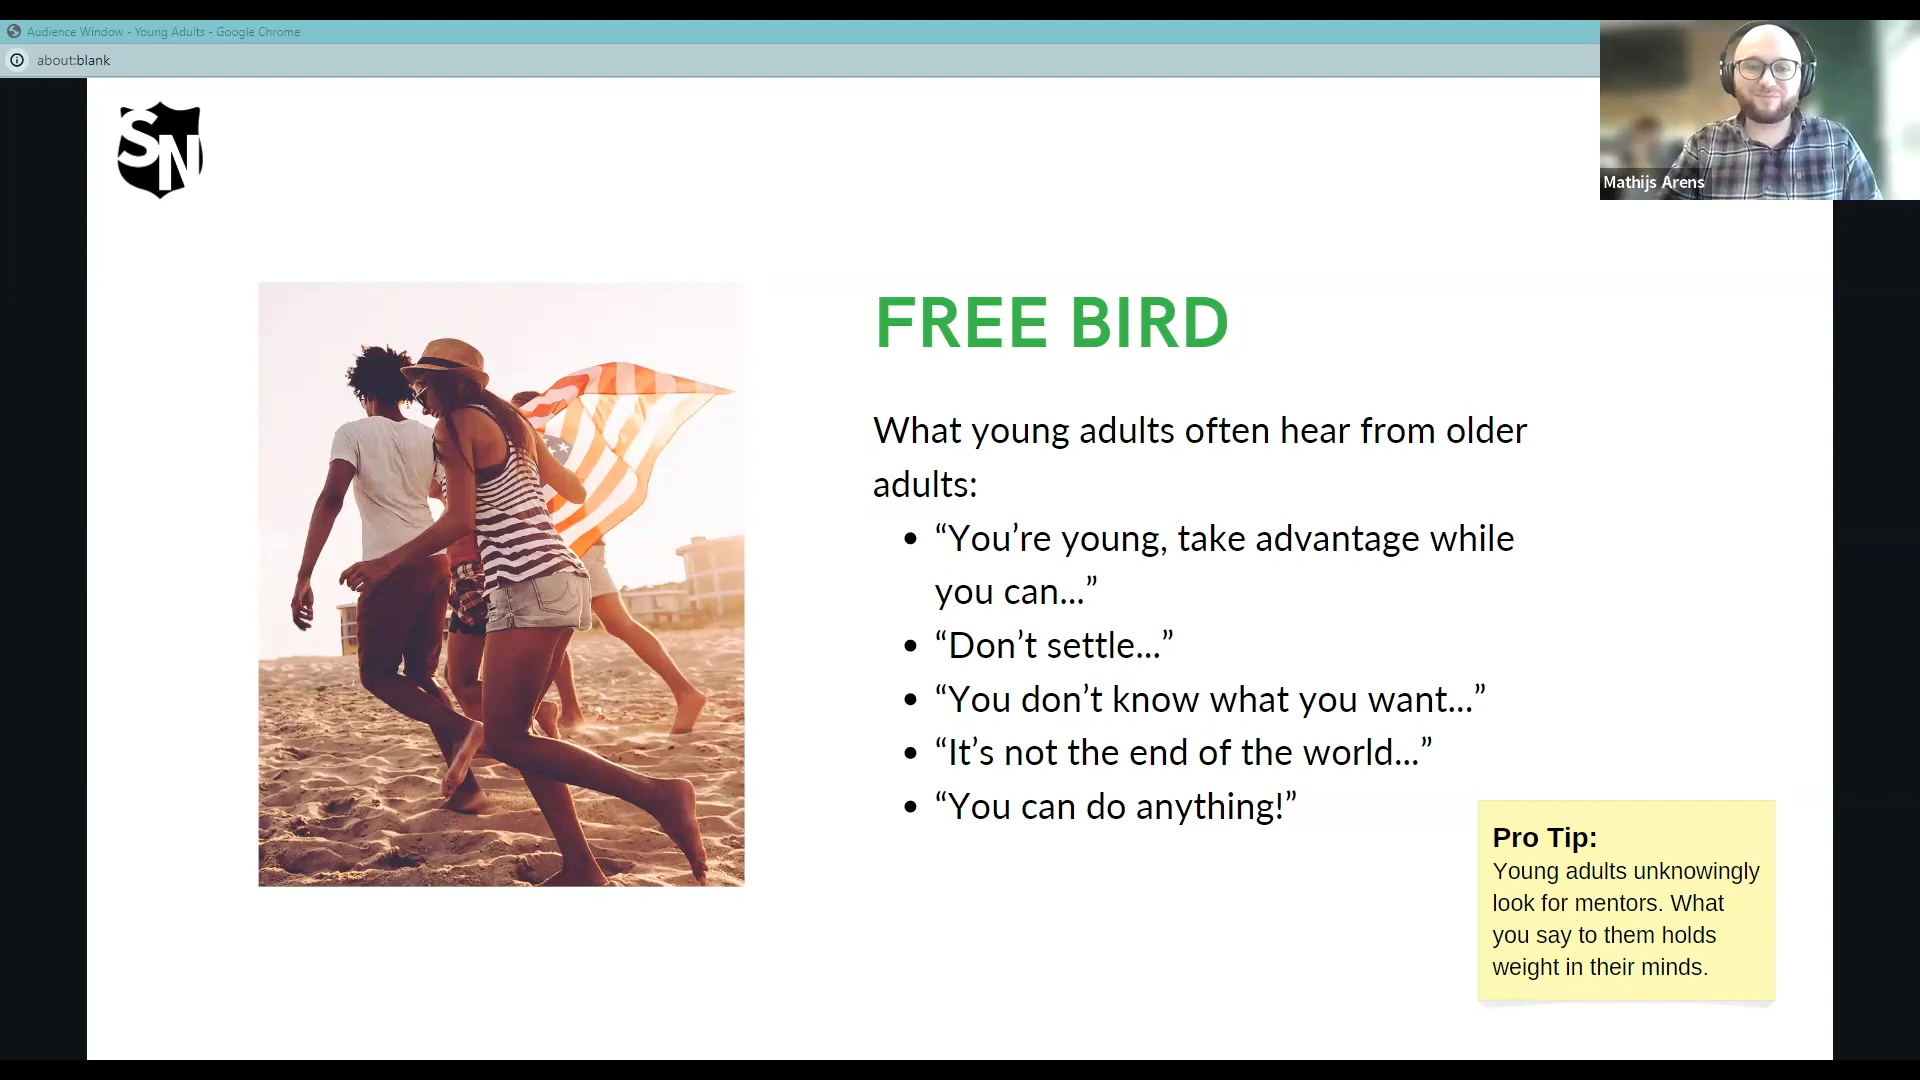 Audience Window - Young Adults - Google Chrome
about:blank
Mathijs Arens
SN
FREE BIRD
What young adults often hear from older
adults:
• “You’re young, take advantage while
you can...”
• “Don’t settle...”
• “You don’t know what you want...”
• “It’s not the end of the world...”
• “You can do anything!”
Pro Tip:
Young adults unknowingly
look for mentors. What
you say to them holds
weight in their minds.